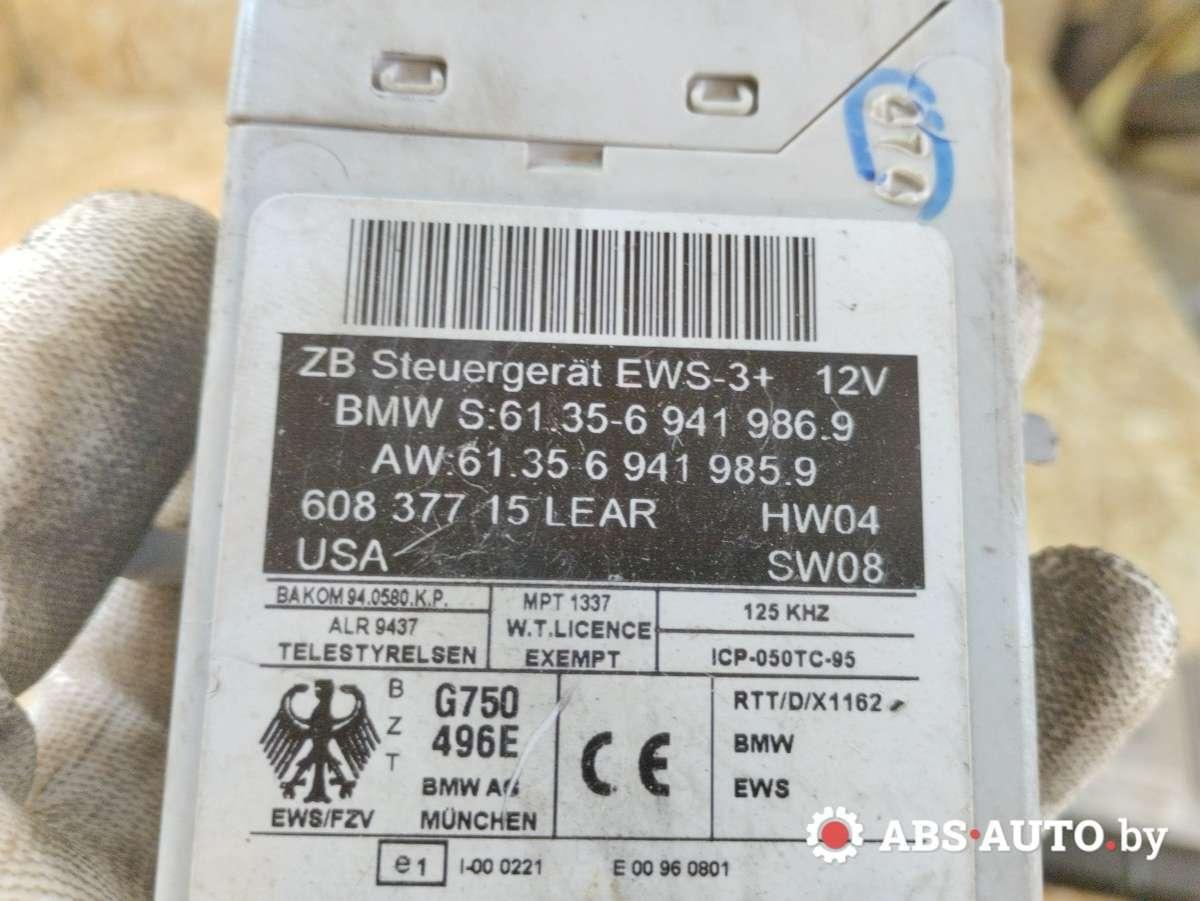 ZB Steuergerät EWS-3+ 12V
BMW S:61.35-6 941 986.9
AW:61.35 6 941 985.9
608 377 15 LEAR HW04
USA SW08
BAKOM 94.0580.K.P.
ALR 9437
TELESTYRELSEN
MPT 1337
W.T.LICENCE
EXEMPT
125 KHZ
ICP-050TC-95
BZT
G750
496E
BMW AG
EWS/FZV MÜNCHEN
CE
RTT/D/X1162
BMW
EWS
e1 I-00 0221 E 00 96 0801
ABS-AUTO.by